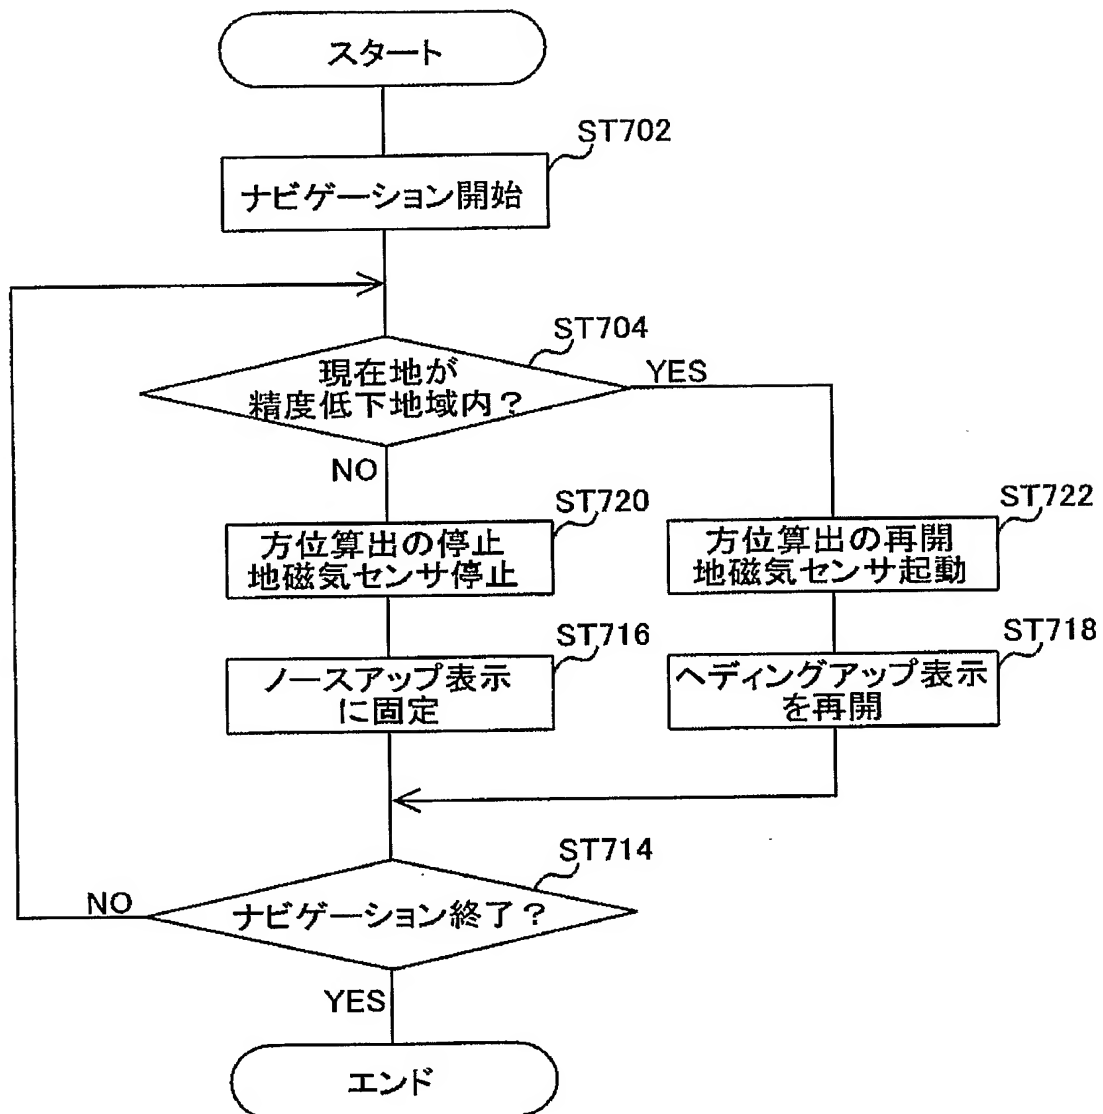 スタート
ST702
ナビゲーション開始
ST704
現在地が
精度低下地域内？
YES
NO
ST720
方位算出の停止
地磁気センサ停止
ST722
方位算出の再開
地磁気センサ起動
ST716
ノースアップ表示
に固定
ST718
ヘディングアップ表示
を再開
ST714
ナビゲーション終了？
NO
YES
エンド